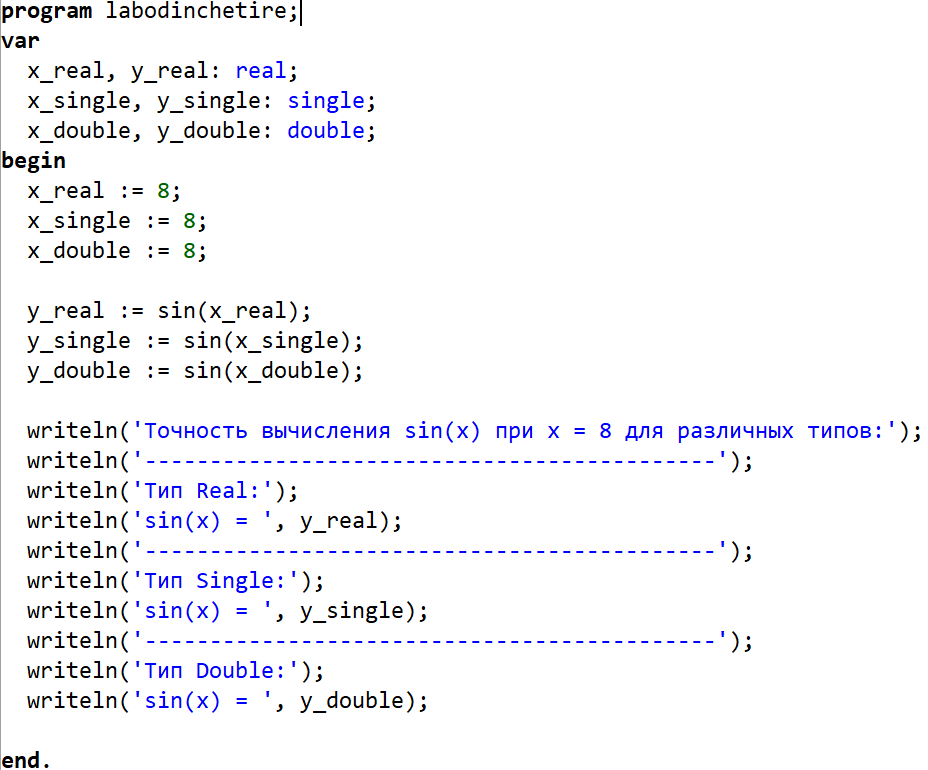 program labodinchetire;
var
  x_real, y_real: real;
  x_single, y_single: single;
  x_double, y_double: double;
begin
  x_real := 8;
  x_single := 8;
  x_double := 8;

  y_real := sin(x_real);
  y_single := sin(x_single);
  y_double := sin(x_double);

  writeln('Точность вычисления sin(x) при x = 8 для различных типов:');
  writeln('--------------------------------------------');
  writeln('Тип Real:');
  writeln('sin(x) = ', y_real);
  writeln('--------------------------------------------');
  writeln('Тип Single:');
  writeln('sin(x) = ', y_single);
  writeln('--------------------------------------------');
  writeln('Тип Double:');
  writeln('sin(x) = ', y_double);

end.